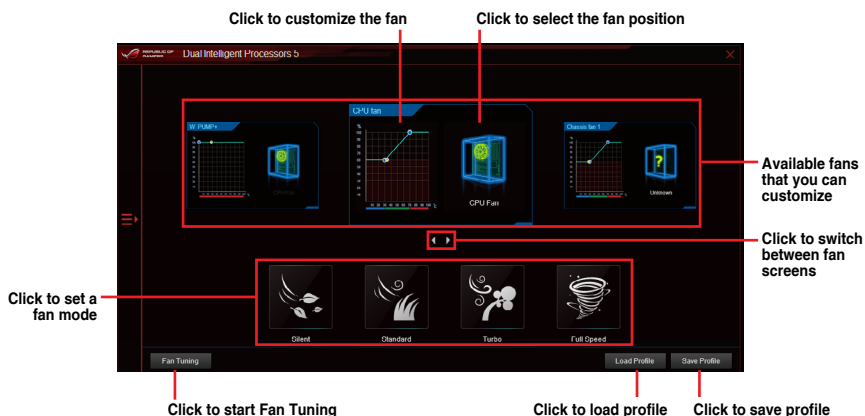 Click to customize the fan
Click to select the fan position
REPUBLIC OF
GAMERS
Dual Intelligent Processors 5
W_PUMP+
CPU fan
Chassis fan 1
CPU Fan
Unknown
Available fans
that you can
customize
Click to switch
between fan
screens
Click to set a
fan mode
Silent
Standard
Turbo
Full Speed
Fan Tuning
Load Profile
Save Profile
Click to start Fan Tuning
Click to load profile
Click to save profile